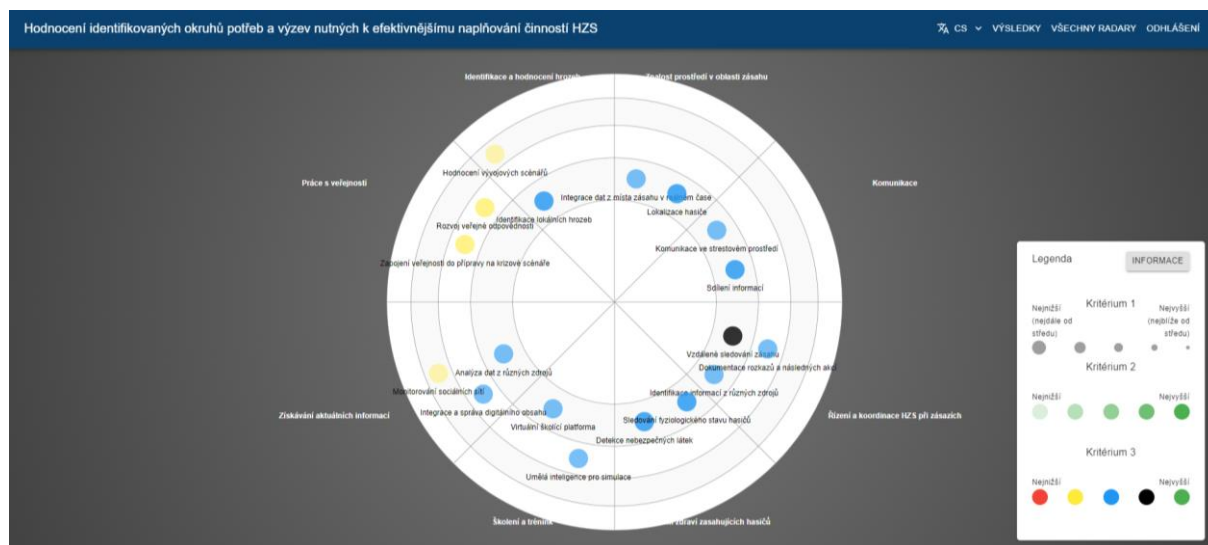 Hodnocení identifikovaných okruhů potřeb a výzev nutných k efektivnějšímu naplňování činností HZS
CS VÝSLEDKY VŠECHNY RADARY ODHLÁŠENÍ
Identifikace a hodnocení hrozeb
prostředí v oblasti zásahu
Hodnocení vývojových scénářů
Práce s veřejností
Komunikace
Integrace dat z místa zásahu v čase
Lokalizace hasiče
Identifikace lokálních hrozeb
Rozvoj veřejné odpovědnosti
Komunikace ve strestovém prostředí
Zapojení veřejnosti do přípravy na krizové scénáře
Sdílení informací
Vzdálené sledování zásahu
Dokumentace rozkazů a následných akcí
Analýza dat z různých zdrojů
Monitorování sociálních sítí
Identifikace informací z různých zdrojů
Integrace a správa digitálního obsahu
Získávání aktuálních informací
Řízení a koordinace HZS při zásazích
Sledování fyziologického stavu hasičů
Virtuální školící platforma
Detekce nebezpečných látek
Umělá inteligence pro simulace
Školení a trénink
zdraví zasahujících hasičů
Legenda
INFORMACE
Kritérium 1
Nejnižší
(nejdále od
středu)
Nejvyšší
(nejblíže od
středu)
Kritérium 2
Nejnižší
Nejvyšší
Kritérium 3
Nejnižší
Nejvyšší